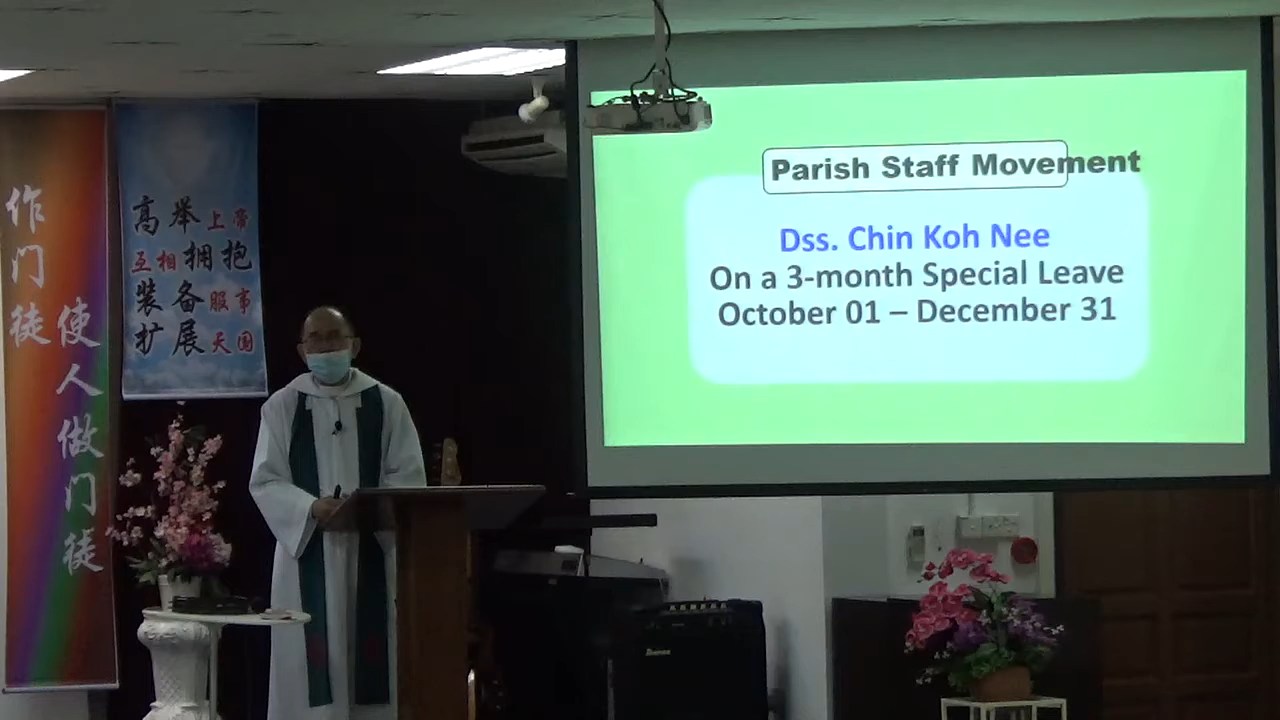 作门徒
使人做门徒
高举上帝
互相拥抱
装备服事
扩展天国
Parish Staff Movement
Dss. Chin Koh Nee
On a 3-month Special Leave
October 01 – December 31
Ibanez